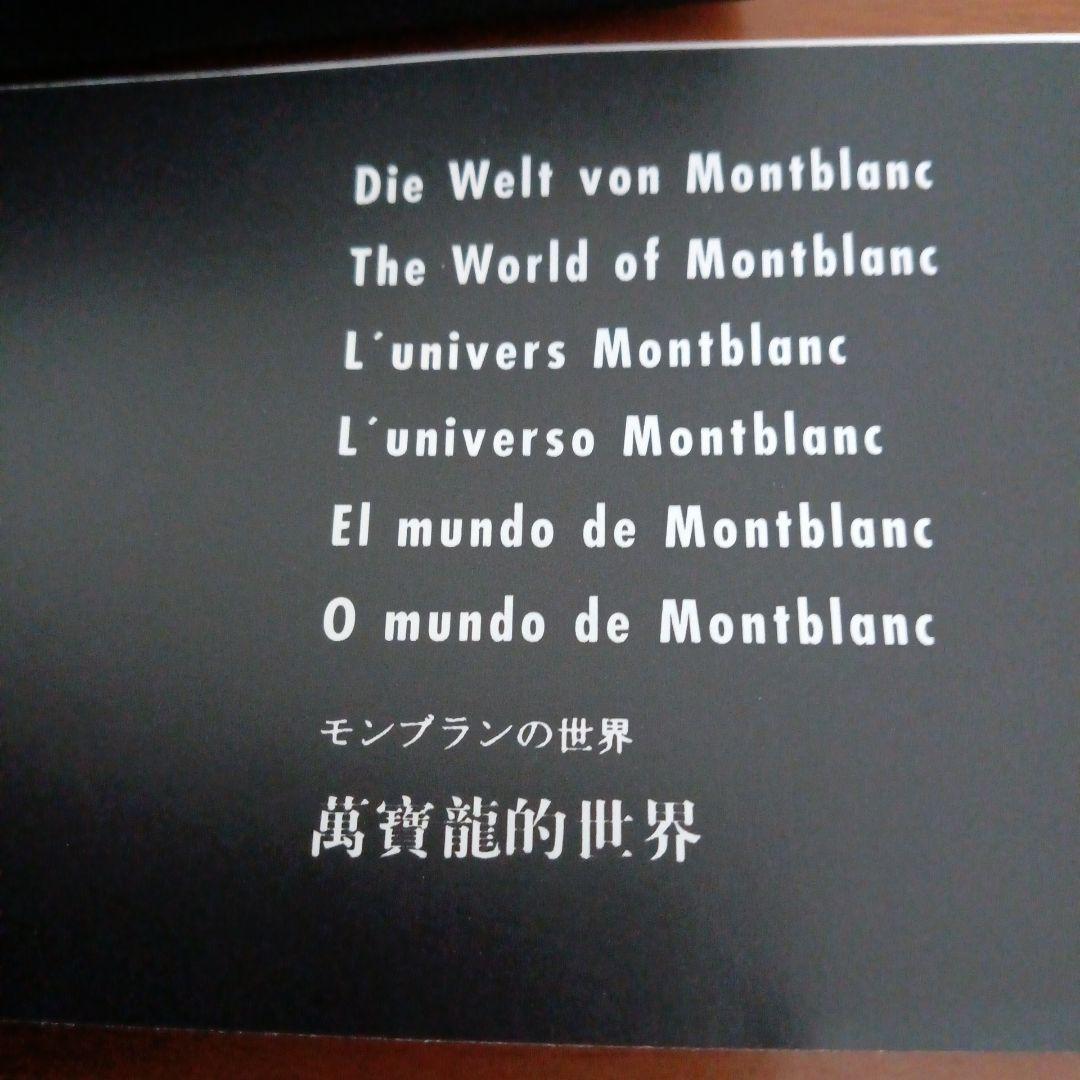 Die Welt von Montblanc
The World of Montblanc
L´univers Montblanc
L´universo Montblanc
El mundo de Montblanc
O mundo de Montblanc
モンブランの世界
萬寶龍的世界